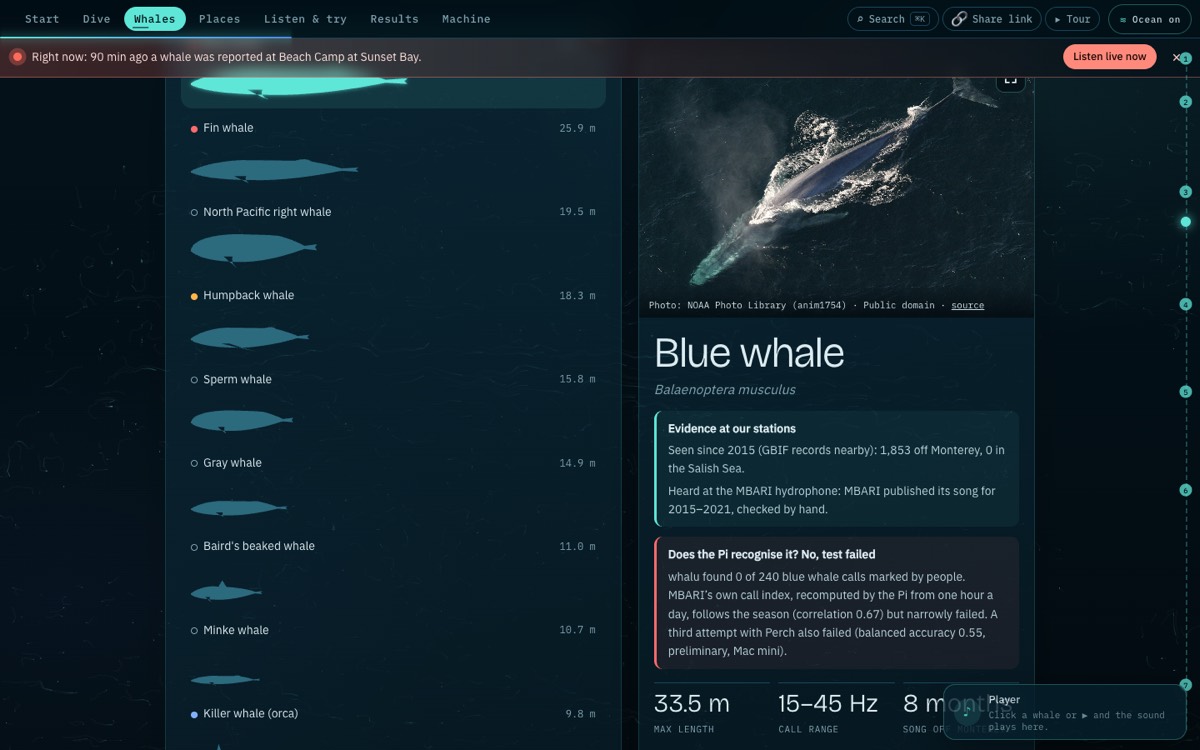 Start Dive Whales Places Listen & try Results Machine
Search ⌘K Share link Tour Ocean on
Right now: 90 min ago a whale was reported at Beach Camp at Sunset Bay.
Listen live now ×
Fin whale 25.9 m
North Pacific right whale 19.5 m
Humpback whale 18.3 m
Sperm whale 15.8 m
Gray whale 14.9 m
Baird's beaked whale 11.0 m
Minke whale 10.7 m
Killer whale (orca) 9.8 m
Photo: NOAA Photo Library (anim1754) · Public domain · source
Blue whale
Balaenoptera musculus
Evidence at our stations
Seen since 2015 (GBIF records nearby): 1,853 off Monterey, 0 in
the Salish Sea.
Heard at the MBARI hydrophone: MBARI published its song for
2015–2021, checked by hand.
Does the Pi recognise it? No, test failed
whalu found 0 of 240 blue whale calls marked by people.
MBARI's own call index, recomputed by the Pi from one hour a
day, follows the season (correlation 0.67) but narrowly failed. A
third attempt with Perch also failed (balanced accuracy 0.55,
preliminary, Mac mini).
33.5 m 15–45 Hz 8 months
MAX LENGTH CALL RANGE SONG OFF
Player
Click a whale or ▶ and the sound
plays here.
1
2
3
4
5
6
7